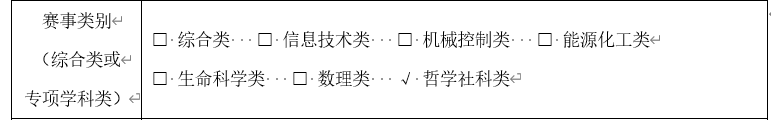 赛事类别
（综合类或
专项学科类）
□ 综合类 □ 信息技术类 □ 机械控制类 □ 能源化工类
□ 生命科学类 □ 数理类 √ 哲学社科类